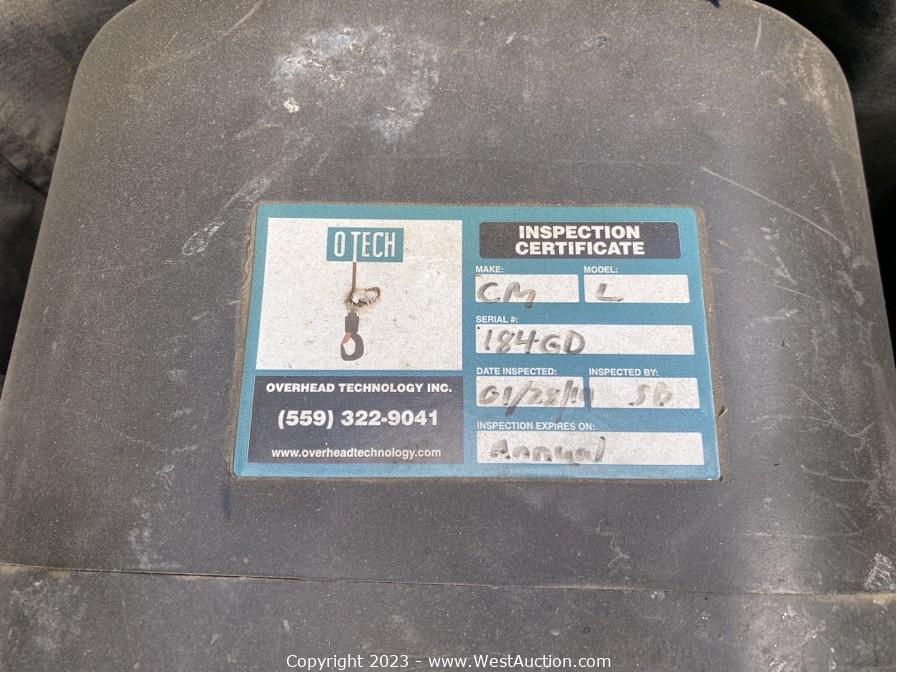 O TECH
OVERHEAD TECHNOLOGY INC.
(559) 322-9041
www.overheadtechnology.com
INSPECTION
CERTIFICATE
MAKE: MODEL:
CM L
SERIAL #:
184GD
DATE INSPECTED: INSPECTED BY:
SD
INSPECTION EXPIRES ON:
Annual
Copyright 2023 - www.WestAuction.com